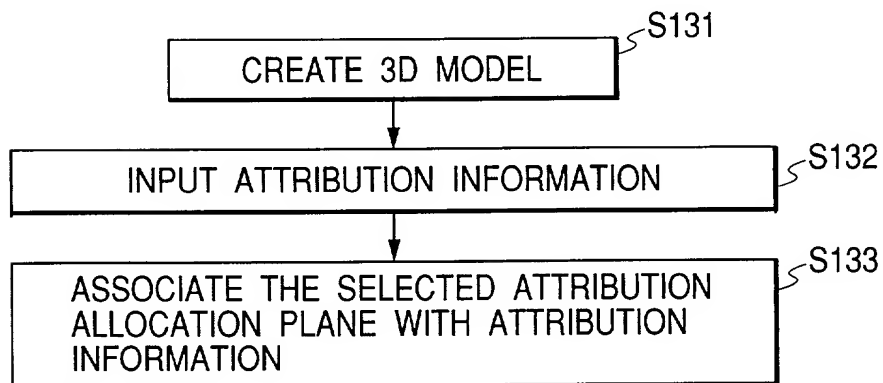 S131
CREATE 3D MODEL
S132
INPUT ATTRIBUTION INFORMATION
S133
ASSOCIATE THE SELECTED ATTRIBUTION
ALLOCATION PLANE WITH ATTRIBUTION
INFORMATION